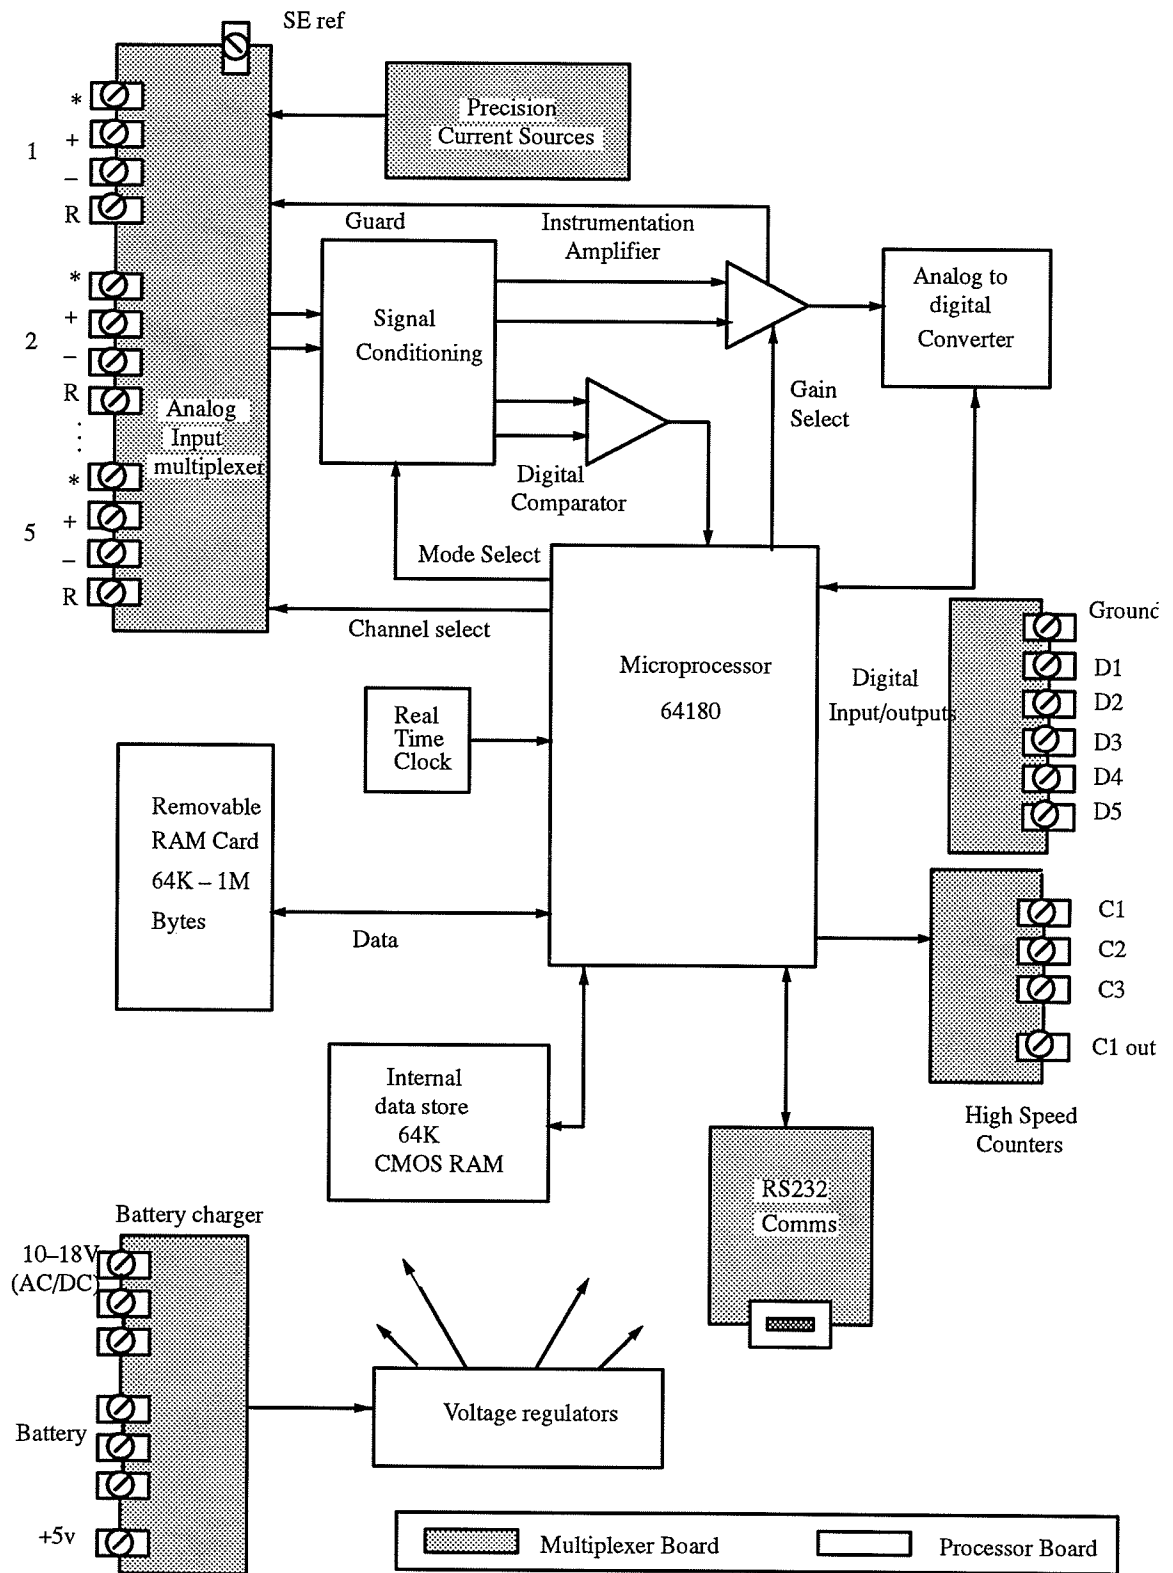 SE ref
*
+
1
–
R
Precision
Current Sources
Guard
Instrumentation
Amplifier
*
+
2
–
R
Signal
Conditioning
Analog to
digital
Converter
Gain
Select
Analog
Input
multiplexer
*
+
5
–
R
Digital
Comparator
Mode Select
Channel select
Microprocessor
64180
Digital
Input/outputs
Ground
D1
D2
D3
D4
D5
Real
Time
Clock
Removable
RAM Card
64K – 1M
Bytes
Data
C1
C2
C3
C1 out
High Speed
Counters
Internal
data store
64K
CMOS RAM
RS232
Comms
Battery charger
10–18V
(AC/DC)
Battery
+5v
Voltage regulators
Multiplexer Board
Processor Board